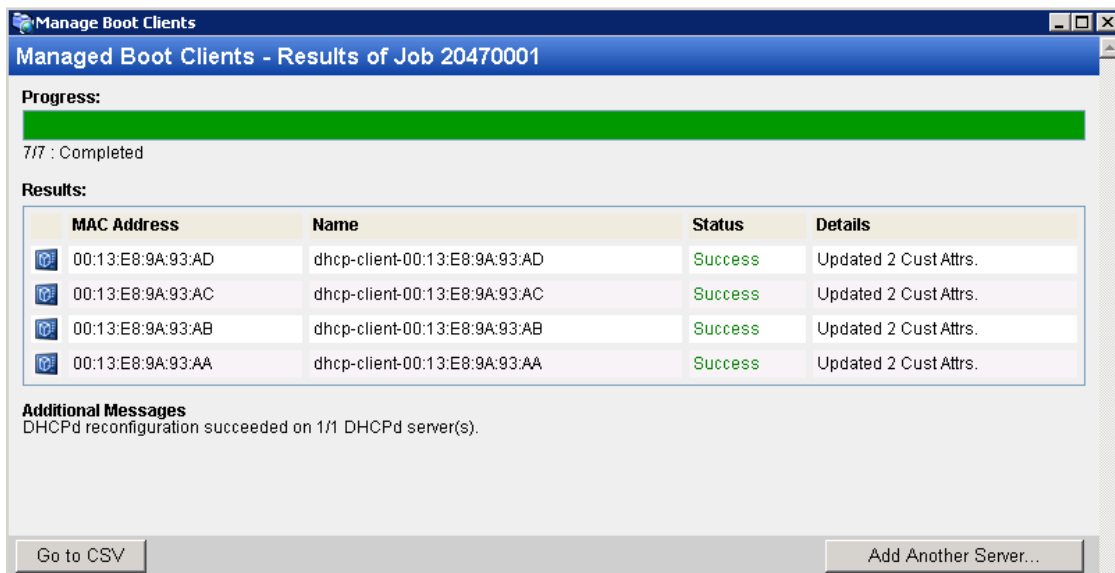 Manage Boot Clients
Managed Boot Clients - Results of Job 20470001
Progress:
7/7 : Completed
Results:
MAC Address Name Status Details
00:13:E8:9A:93:AD dhcp-client-00:13:E8:9A:93:AD Success Updated 2 Cust Attrs.
00:13:E8:9A:93:AC dhcp-client-00:13:E8:9A:93:AC Success Updated 2 Cust Attrs.
00:13:E8:9A:93:AB dhcp-client-00:13:E8:9A:93:AB Success Updated 2 Cust Attrs.
00:13:E8:9A:93:AA dhcp-client-00:13:E8:9A:93:AA Success Updated 2 Cust Attrs.
Additional Messages
DHCPd reconfiguration succeeded on 1/1 DHCPd server(s).
Go to CSV Add Another Server...